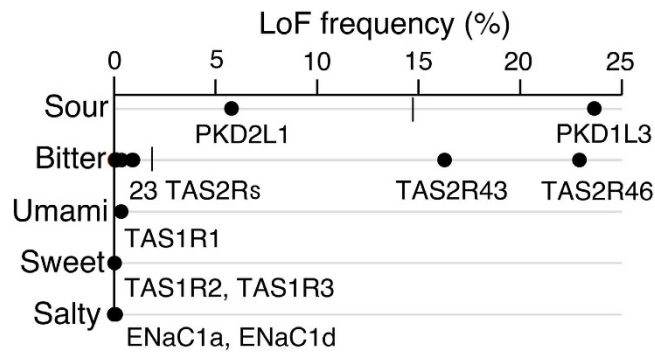 LoF frequency (%)
0 5 10 15 20 25
Sour
PKD2L1 PKD1L3
Bitter
23 TAS2Rs TAS2R43 TAS2R46
Umami
TAS1R1
Sweet
TAS1R2, TAS1R3
Salty
ENaC1a, ENaC1d